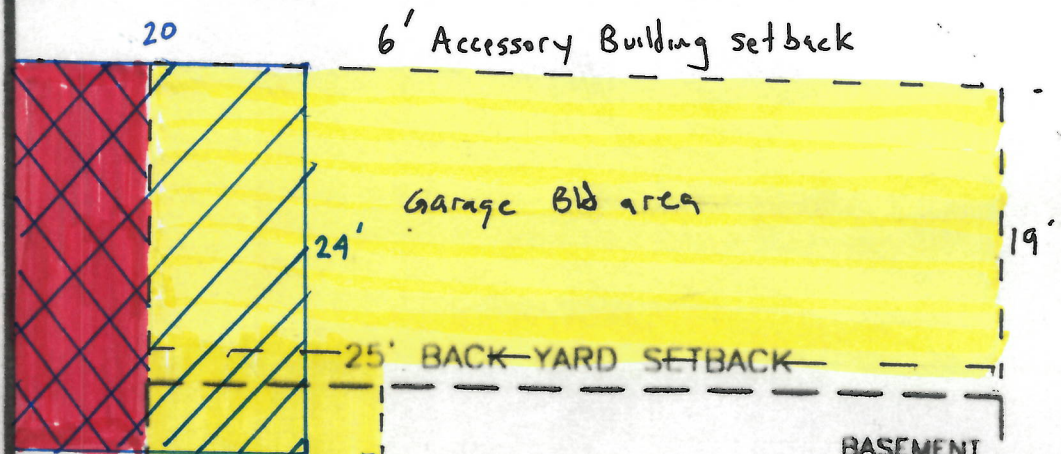 20
6' Accessory Building setback
Garage Bld area
24'
19'
25' BACK YARD SETBACK
BASEMENT